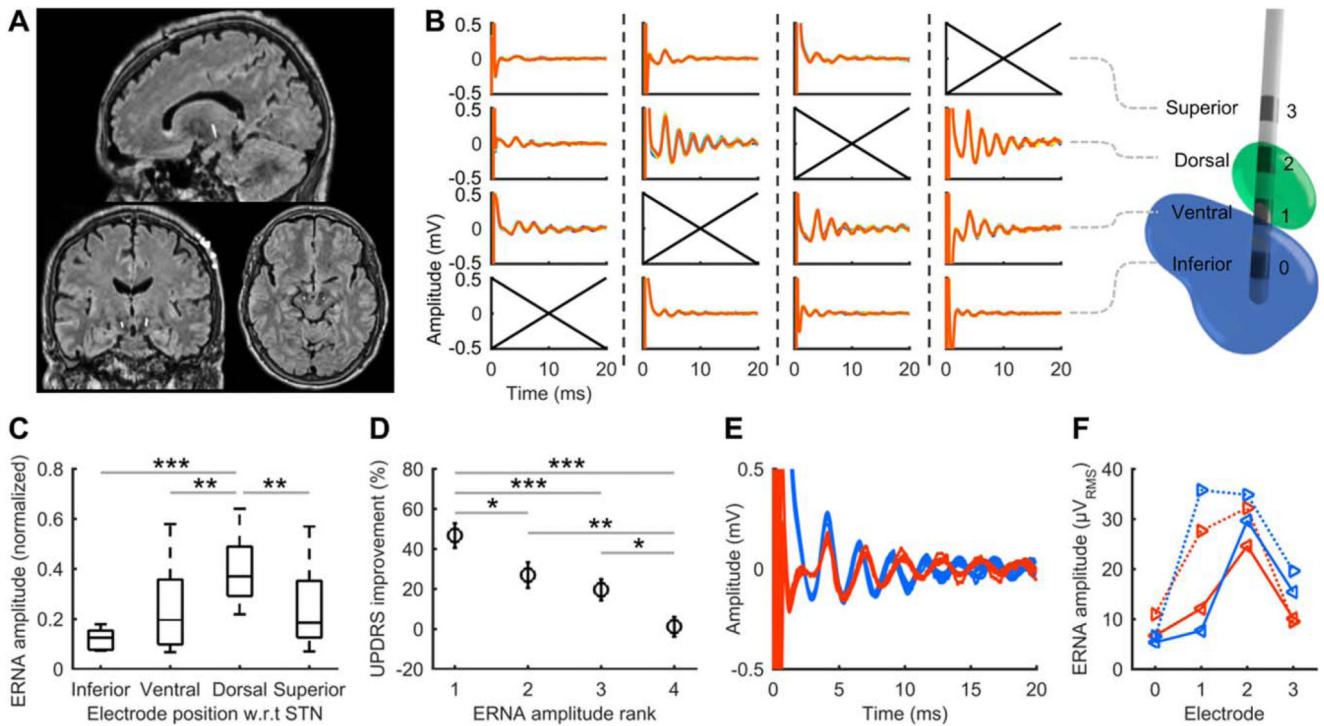 A
B
0.5
0
-0.5
0.5
0
-0.5
0.5
0
-0.5
0.5
0
-0.5
Amplitude (mV)
0 10 20
0 10 20
0 10 20
0 10 20
Time (ms)
Superior 3
Dorsal 2
Ventral 1
Inferior 0
C
ERNA amplitude (normalized)
0.8
0.6
0.4
0.2
0
***
** **
Inferior Ventral Dorsal Superior
Electrode position w.r.t STN
D
UPDRS improvement (%)
80
60
40
20
0
-20
***
***
*
**
*
1 2 3 4
ERNA amplitude rank
E
Amplitude (mV)
0.5
0
-0.5
0 5 10 15 20
Time (ms)
F
ERNA amplitude (µVRMS)
40
30
20
10
0
0 1 2 3
Electrode